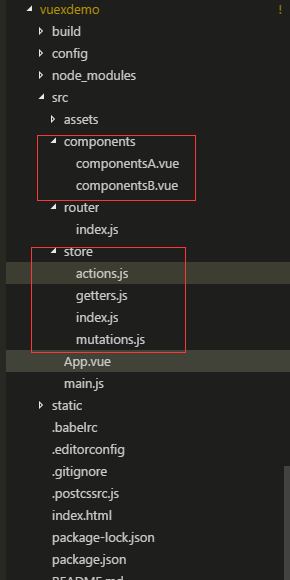 vuexdemo !
build
config
node_modules
src
assets
components
componentsA.vue
componentsB.vue
router
index.js
store
actions.js
getters.js
index.js
mutations.js
App.vue
main.js
static
.babelrc
.editorconfig
.gitignore
.postcssrc.js
index.html
package-lock.json
package.json
README.md